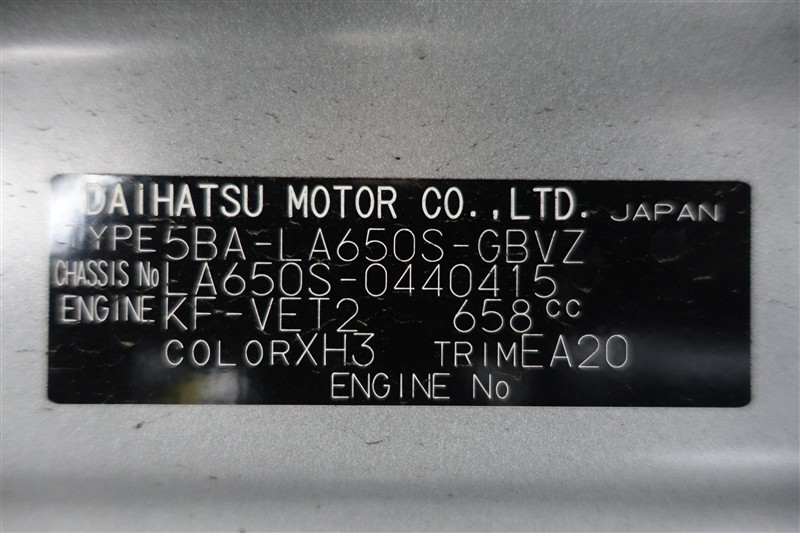 DAIHATSU MOTOR CO.,LTD. JAPAN
TYPE 5BA-LA650S-GBVZ
CHASSIS No LA650S-0440415
ENGINE KF-VET2 658cc
COLOR XH3 TRIM EA20
ENGINE No